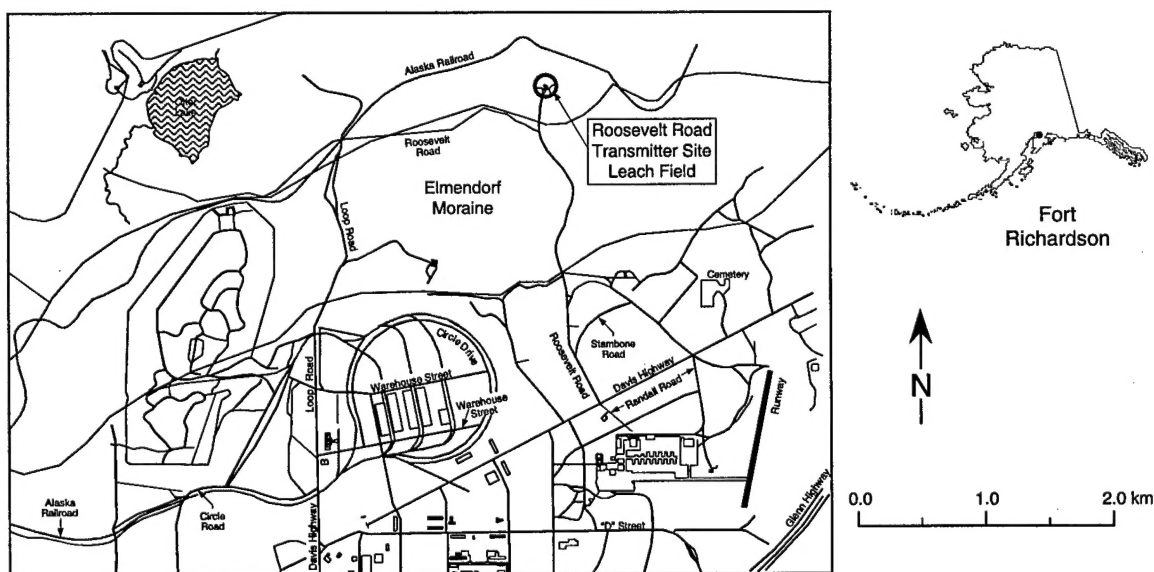 Alaska Railroad
Roosevelt
Road
Roosevelt Road
Transmitter Site
Leach Field
Elmendorf
Moraine
Loop Road
Cemetery
Stambone
Road
Circle Drive
Roosevelt Road
Davis Highway
Randall Road
Warehouse Street
Warehouse
Street
Loop Road
Runway
B
Alaska
Railroad
Circle
Road
Davis Highway
"D" Street
Glenn Highway
Fort
Richardson
N
0.0
1.0
2.0 km